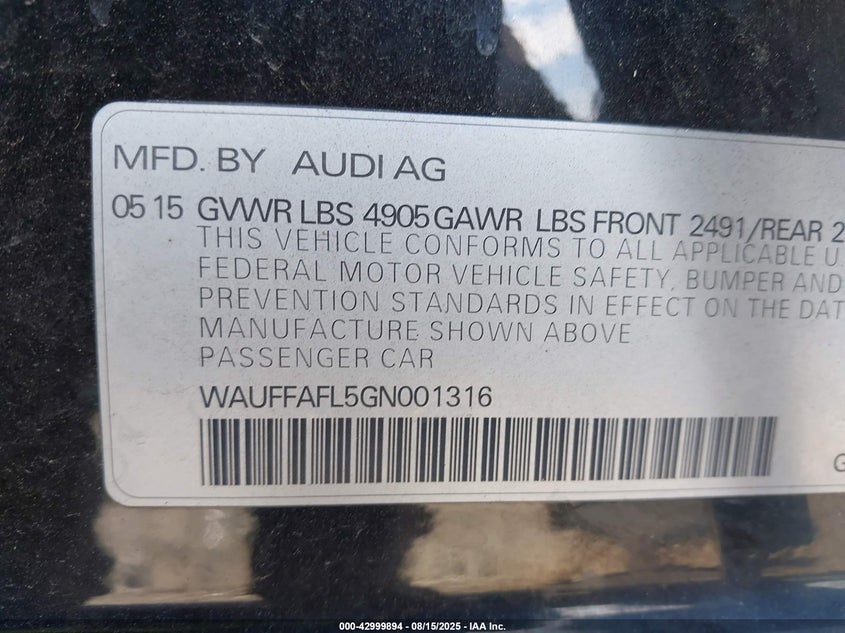 MFD. BY AUDI AG
05 15 GVWR LBS 4905 GAWR LBS FRONT 2491/REAR 2
THIS VEHICLE CONFORMS TO ALL APPLICABLE U.
FEDERAL MOTOR VEHICLE SAFETY, BUMPER AND
PREVENTION STANDARDS IN EFFECT ON THE DAT
MANUFACTURE SHOWN ABOVE
PASSENGER CAR
WAUFFAFL5GN001316
G
000-42999894 - 08/15/2025 - IAA Inc.